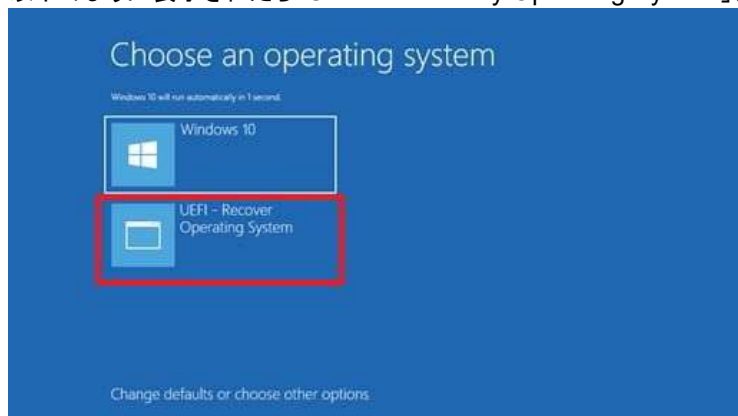 Choose an operating system
Windows 10 will run automatically in 1 second.
Windows 10
UEFI - Recover
Operating System
Change defaults or choose other options